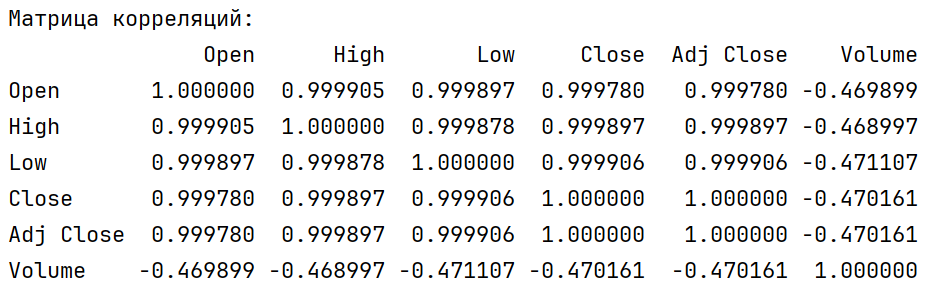 Матрица корреляций:
Open High Low Close Adj Close Volume
Open 1.000000 0.999905 0.999897 0.999780 0.999780 -0.469899
High 0.999905 1.000000 0.999878 0.999897 0.999897 -0.468997
Low 0.999897 0.999878 1.000000 0.999906 0.999906 -0.471107
Close 0.999780 0.999897 0.999906 1.000000 1.000000 -0.470161
Adj Close 0.999780 0.999897 0.999906 1.000000 1.000000 -0.470161
Volume -0.469899 -0.468997 -0.471107 -0.470161 -0.470161 1.000000